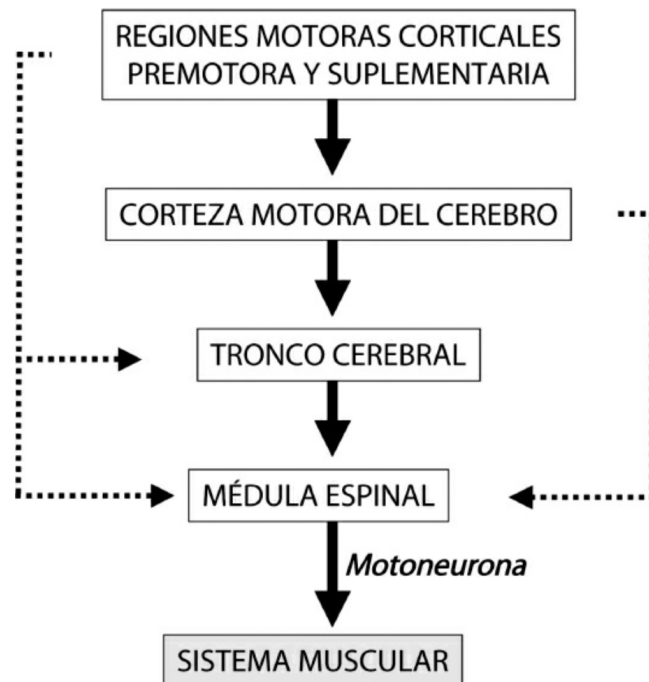 REGIONES MOTORAS CORTICALES
PREMOTORA Y SUPLEMENTARIA
CORTEZA MOTORA DEL CEREBRO
TRONCO CEREBRAL
MÉDULA ESPINAL
Motoneurona
SISTEMA MUSCULAR